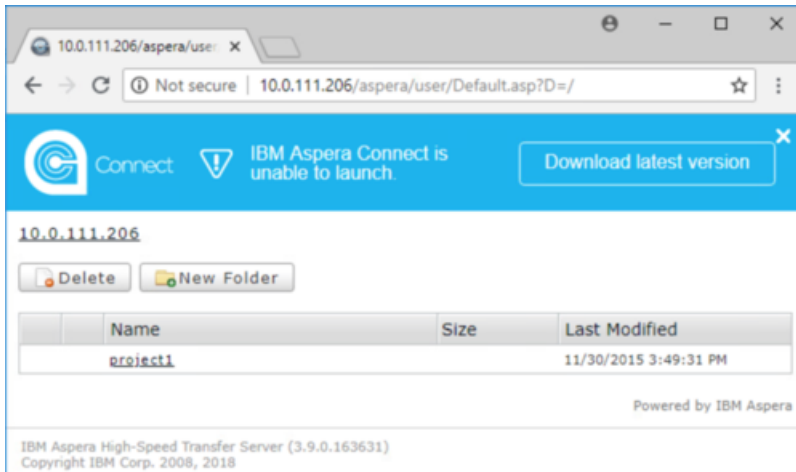 10.0.111.206/aspera/user
Not secure | 10.0.111.206/aspera/user/Default.asp?D=/
Connect
IBM Aspera Connect is
unable to launch.
Download latest version
10.0.111.206
Delete New Folder
Name Size Last Modified
project1 11/30/2015 3:49:31 PM
Powered by IBM Aspera
IBM Aspera High-Speed Transfer Server (3.9.0.163631)
Copyright IBM Corp. 2008, 2018